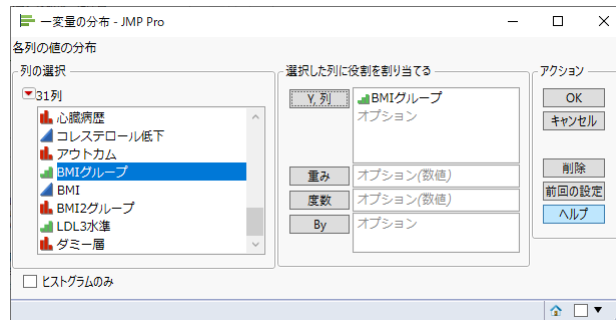 一変量の分布 - JMP Pro
各列の値の分布
列の選択
31列
心臓病歴
コレステロール低下
アウトカム
BMIグループ
BMI
BMI2グループ
LDL3水準
ダミー層
ヒストグラムのみ
選択した列に役割を割り当てる
Y, 列
BMIグループ
オプション
重み
オプション(数値)
度数
オプション(数値)
By
オプション
アクション
OK
キャンセル
削除
前回の設定
ヘルプ